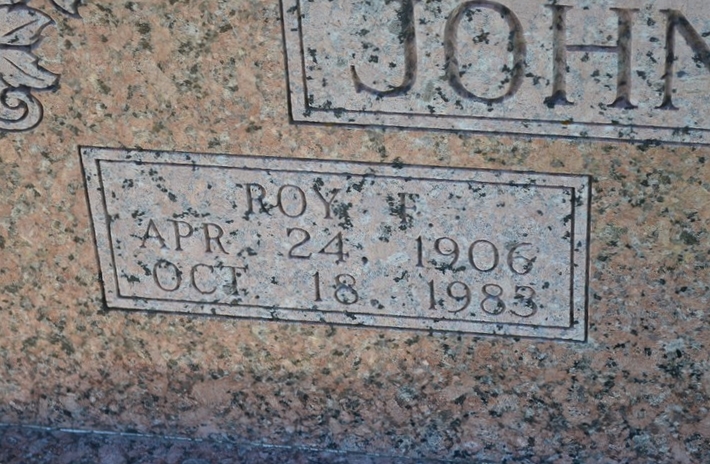 JOHN
ROY F
APR. 24. 1906
OCT. 18. 1983